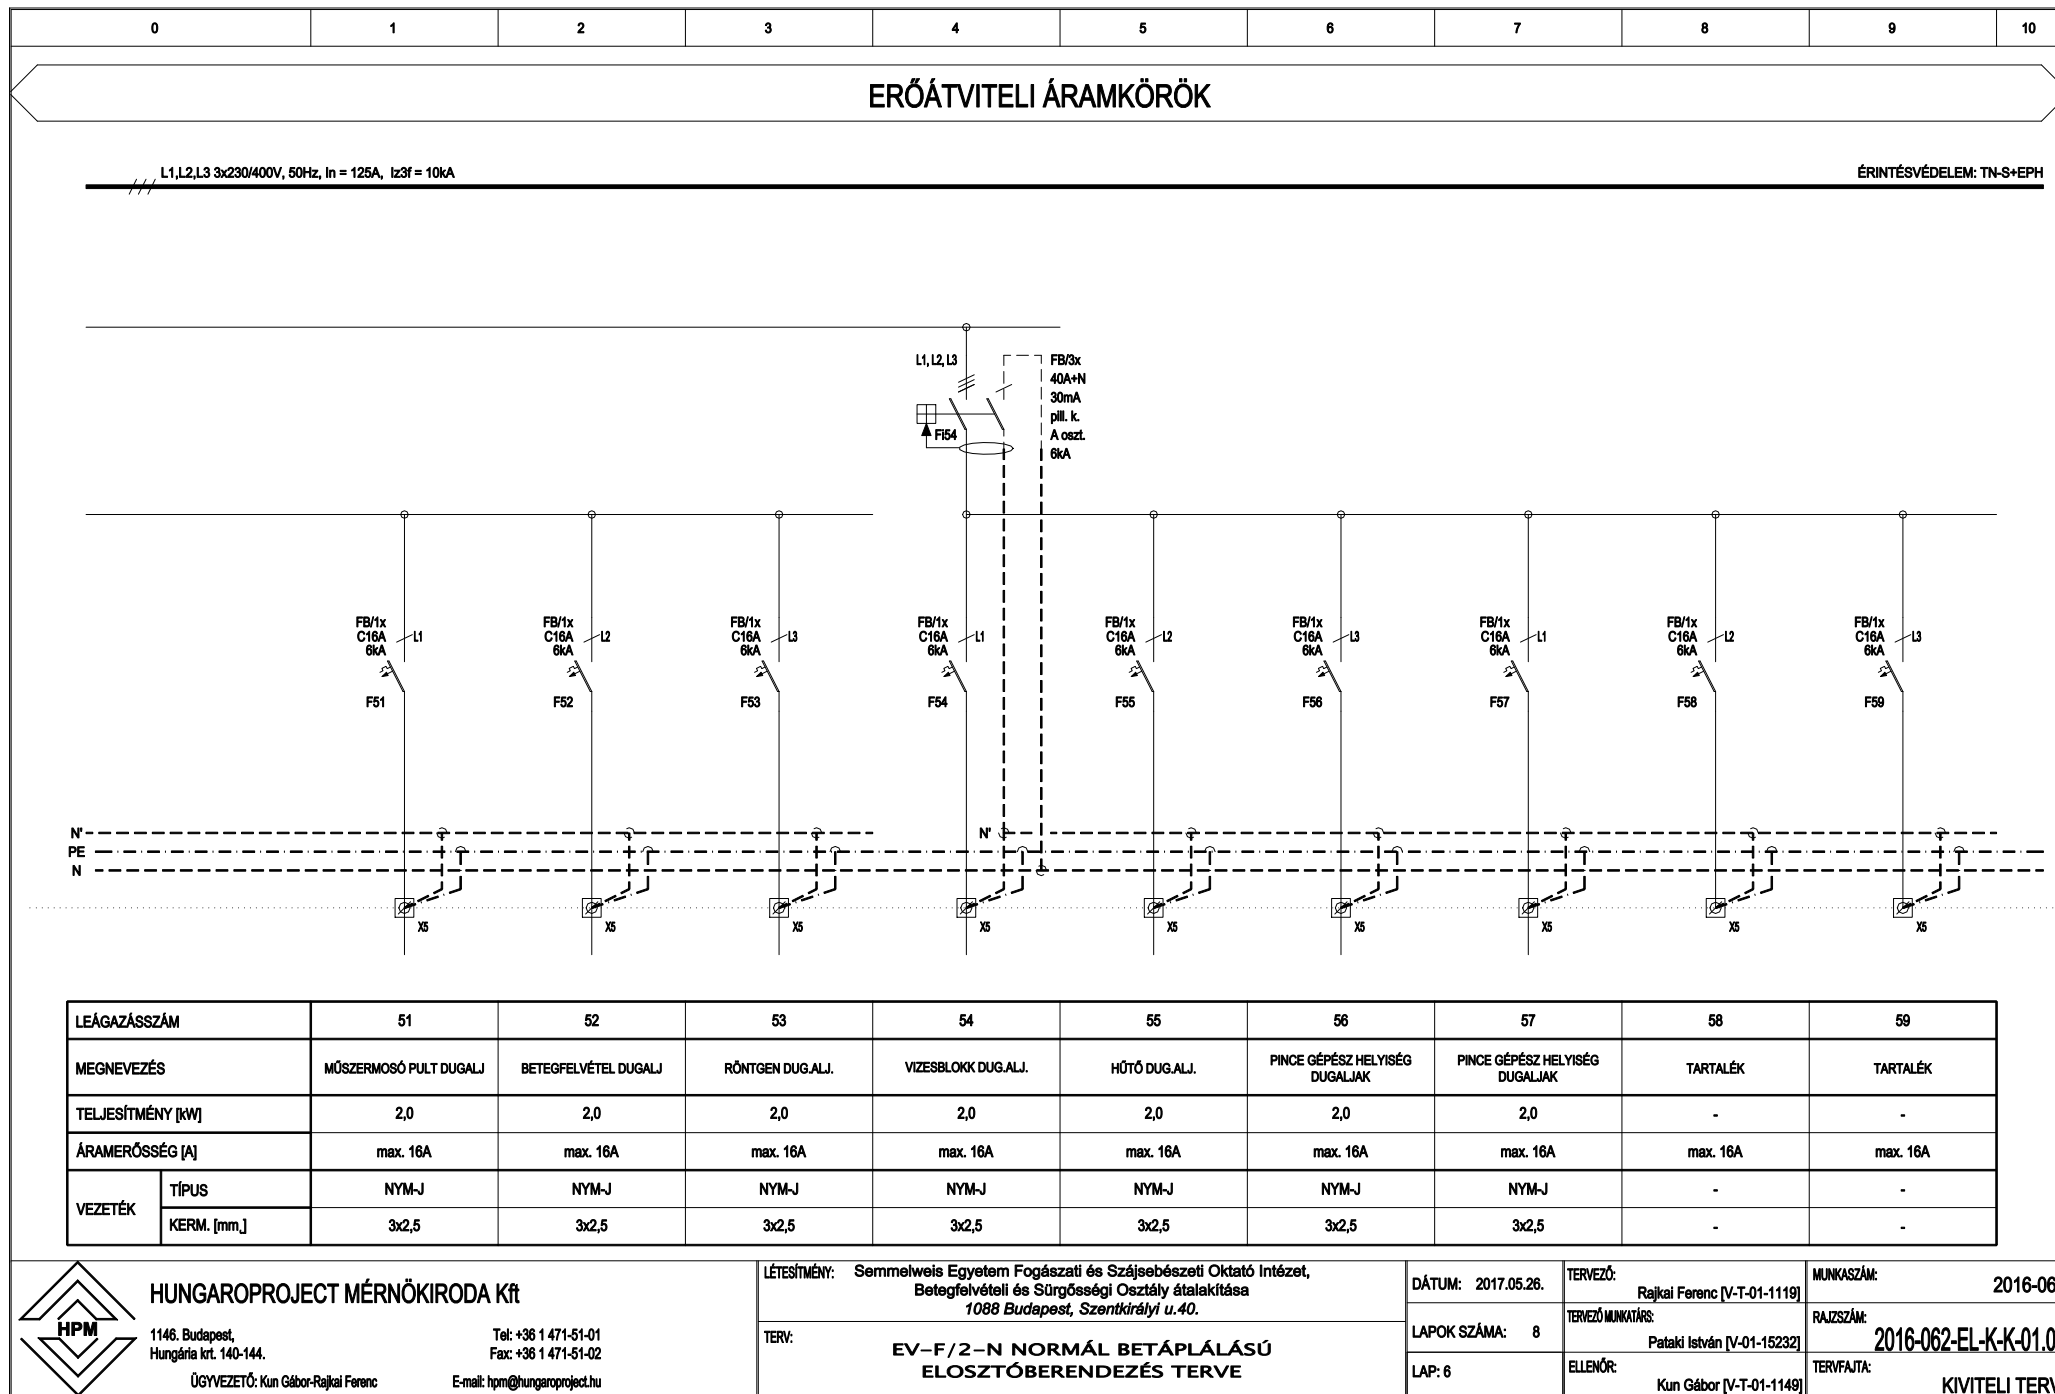 0 1 2 3 4 5 6 7 8 9 10
ERŐÁTVITELI ÁRAMKÖRÖK
L1,L2,L3 3x230/400V, 50Hz, In = 125A, Iz3f = 10kA
ÉRINTÉSVÉDELEM: TN-S+EPH
L1, L2, L3
FB/3x
40A+N
30mA
pill. k.
A oszt.
6kA
Fi54
FB/1x
C16A
6kA
L1
F51
FB/1x
C16A
6kA
L2
F52
FB/1x
C16A
6kA
L3
F53
FB/1x
C16A
6kA
L1
F54
FB/1x
C16A
6kA
L2
F55
FB/1x
C16A
6kA
L3
F56
FB/1x
C16A
6kA
L1
F57
FB/1x
C16A
6kA
L2
F58
FB/1x
C16A
6kA
L3
F59
N' N'
PE
N
X5 X5 X5 X5 X5 X5 X5 X5 X5
LEÁGAZÁSSZÁM 51 52 53 54 55 56 57 58 59
MEGNEVEZÉS
MŰSZERMOSÓ PULT DUGALJ
BETEGFELVÉTEL DUGALJ
RÖNTGEN DUG.ALJ.
VIZESBLOKK DUG.ALJ.
HŰTŐ DUG.ALJ.
PINCE GÉPÉSZ HELYISÉG
DUGALJAK
PINCE GÉPÉSZ HELYISÉG
DUGALJAK
TARTALÉK
TARTALÉK
TELJESÍTMÉNY [kW] 2,0 2,0 2,0 2,0 2,0 2,0 2,0 - -
ÁRAMERŐSSÉG [A] max. 16A max. 16A max. 16A max. 16A max. 16A max. 16A max. 16A max. 16A max. 16A
VEZETÉK
TÍPUS NYM-J NYM-J NYM-J NYM-J NYM-J NYM-J NYM-J - -
KERM. [mm.] 3x2,5 3x2,5 3x2,5 3x2,5 3x2,5 3x2,5 3x2,5 - -
HPM
HUNGAROPROJECT MÉRNÖKIRODA Kft
1146. Budapest,
Hungária krt. 140-144.
Tel: +36 1 471-51-01
Fax: +36 1 471-51-02
ÜGYVEZETŐ: Kun Gábor-Rajkai Ferenc
E-mail: hpm@hungaroproject.hu
LÉTESÍTMÉNY: Semmelweis Egyetem Fogászati és Szájsebészeti Oktató Intézet,
Betegfelvételi és Sürgősségi Osztály átalakítása
1088 Budapest, Szentkirályi u.40.
TERV:
EV-F/2-N NORMÁL BETÁPLÁLÁSÚ
ELOSZTÓBERENDEZÉS TERVE
DÁTUM: 2017.05.26.
LAPOK SZÁMA: 8
LAP: 6
TERVEZŐ:
Rajkai Ferenc [V-T-01-1119]
TERVEZŐ MUNKATÁRS:
Pataki István [V-01-15232]
ELLENŐR:
Kun Gábor [V-T-01-1149]
MUNKASZÁM:
2016-06
RAJZSZÁM:
2016-062-EL-K-K-01.0
TERVFAJTA:
KIVITELI TERV